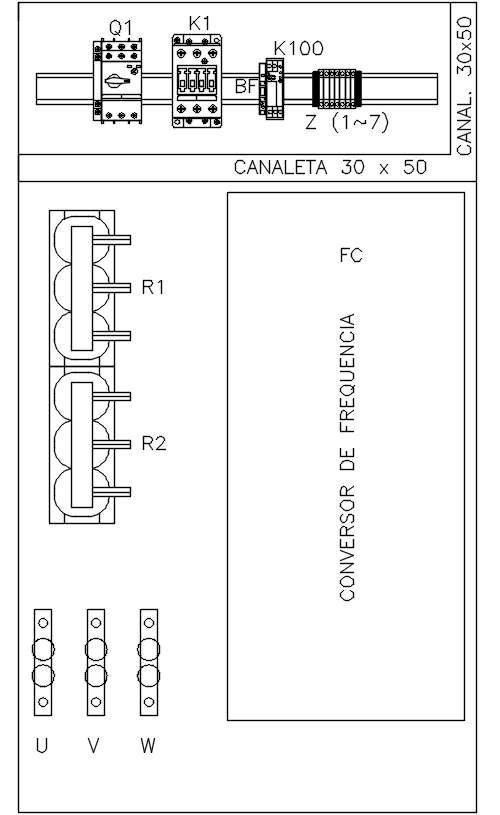 Q1
K1
K100
BF
Z (1~7)
CANAL. 30x50
CANALETA 30 x 50
FC
CONVERSOR DE FREQUENCIA
R1
R2
U V W